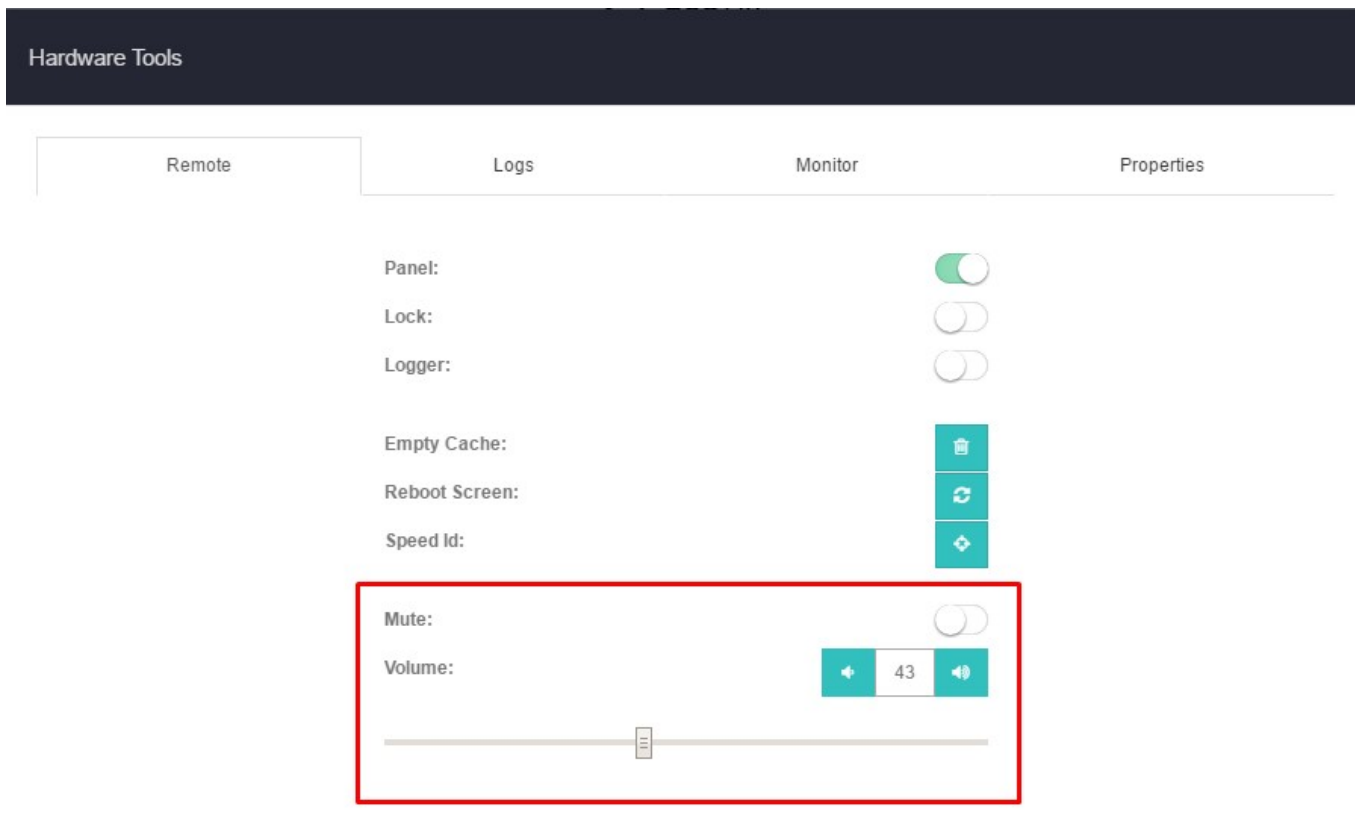 Hardware Tools
Remote Logs Monitor Properties
Panel:
Lock:
Logger:
Empty Cache:
Reboot Screen:
Speed Id:
Mute:
Volume: 43